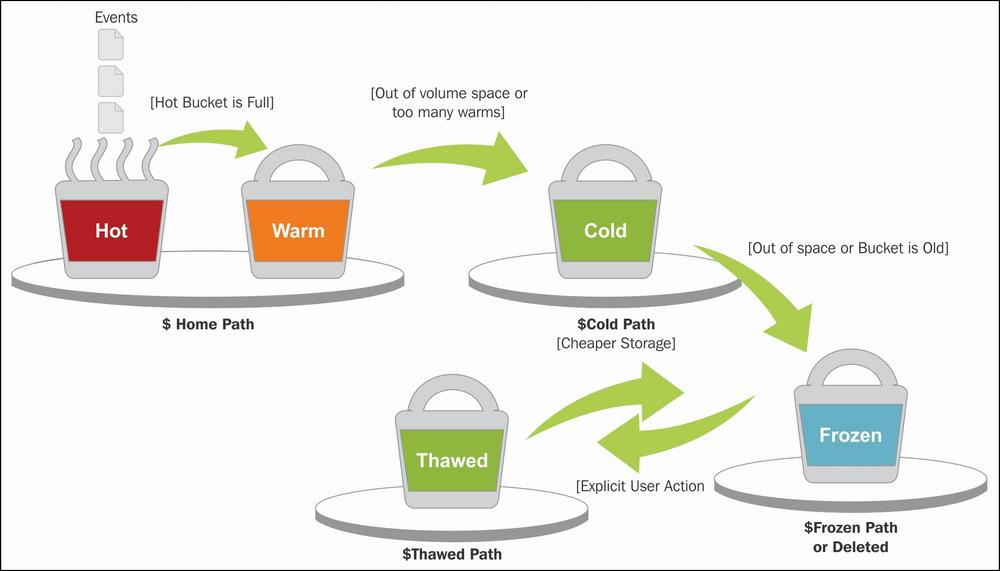 Events
[Hot Bucket is Full]
[Out of volume space or
too many warms]
Hot
Warm
Cold
[Out of space or Bucket is Old]
$ Home Path
$Cold Path
[Cheaper Storage]
Thawed
Frozen
[Explicit User Action
$Thawed Path
$Frozen Path
or Deleted